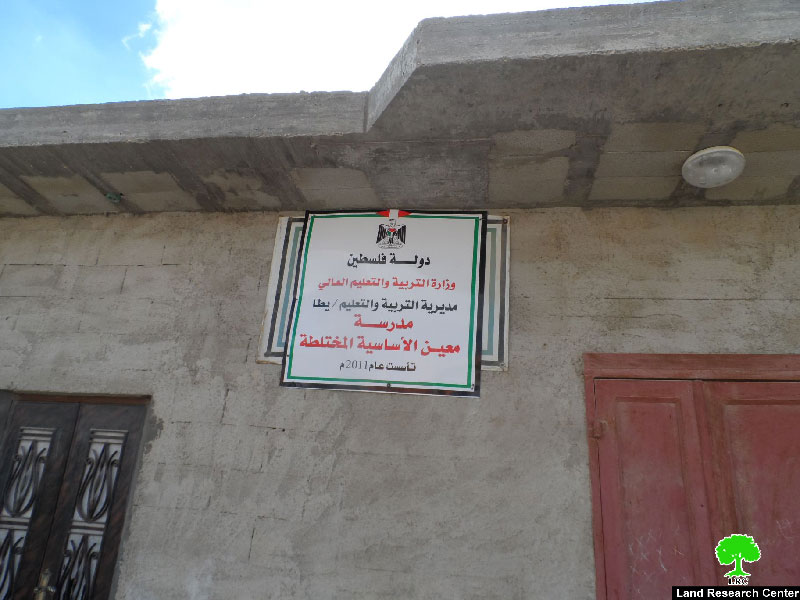 دولة فلسطين
وزارة التربية والتعليم العالي
مديرية التربية والتعليم / يطا
مدرسة
معين الأساسية المختلطة
تأسست عام 2011م
LRC
Land Research Center